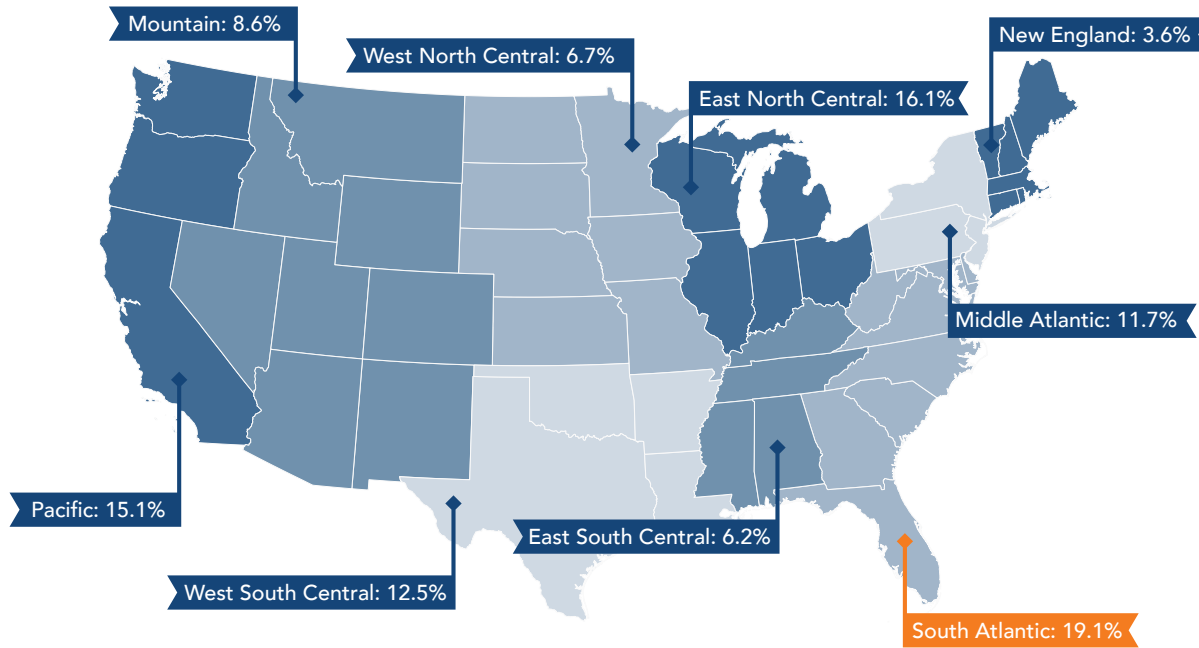 Mountain: 8.6%
West North Central: 6.7%
New England: 3.6%
East North Central: 16.1%
Middle Atlantic: 11.7%
Pacific: 15.1%
East South Central: 6.2%
West South Central: 12.5%
South Atlantic: 19.1%